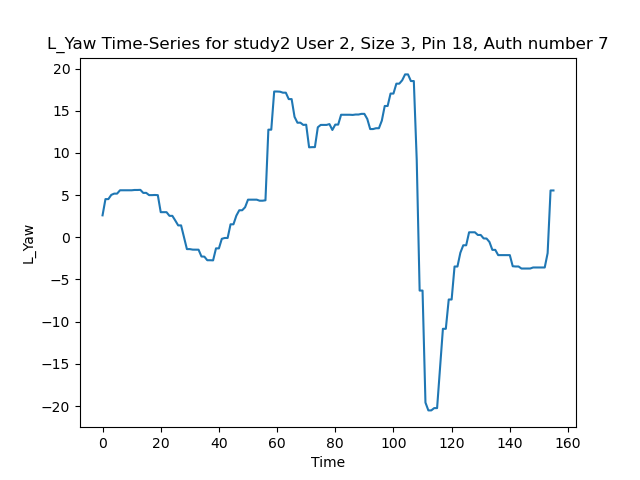 L_Yaw Time-Series for study2 User 2, Size 3, Pin 18, Auth number 7
20
15
10
5
0
−5
−10
−15
−20
L_Yaw
0 20 40 60 80 100 120 140 160
Time